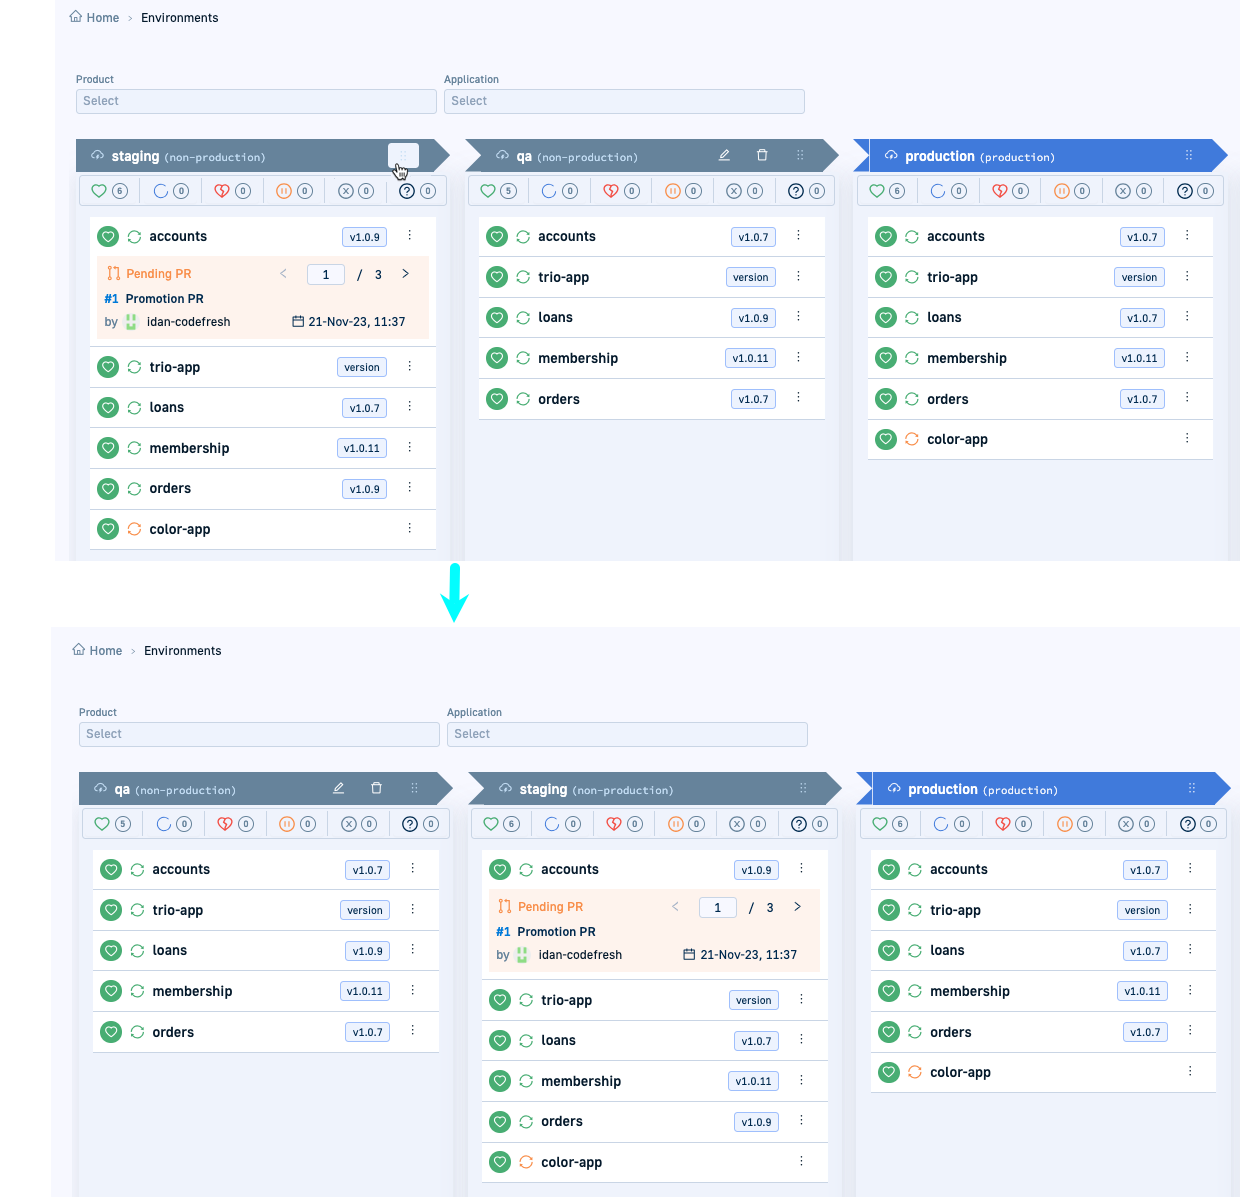 Home > Environments
Product
Application
Select
Select
staging (non-production)
6 0 0 0 0 0
accounts v1.0.9
Pending PR < 1 / 3 >
#1 Promotion PR
by idan-codefresh 21-Nov-23, 11:37
trio-app version
loans v1.0.7
membership v1.0.11
orders v1.0.9
color-app
qa (non-production)
5 0 0 0 0 0
accounts v1.0.7
trio-app version
loans v1.0.9
membership v1.0.11
orders v1.0.7
production (production)
6 0 0 0 0 0
accounts v1.0.7
trio-app version
loans v1.0.7
membership v1.0.11
orders v1.0.7
color-app
Home > Environments
Product
Application
Select
Select
qa (non-production)
5 0 0 0 0 0
accounts v1.0.7
trio-app version
loans v1.0.9
membership v1.0.11
orders v1.0.7
staging (non-production)
6 0 0 0 0 0
accounts v1.0.9
Pending PR < 1 / 3 >
#1 Promotion PR
by idan-codefresh 21-Nov-23, 11:37
trio-app version
loans v1.0.7
membership v1.0.11
orders v1.0.9
color-app
production (production)
6 0 0 0 0 0
accounts v1.0.7
trio-app version
loans v1.0.7
membership v1.0.11
orders v1.0.7
color-app